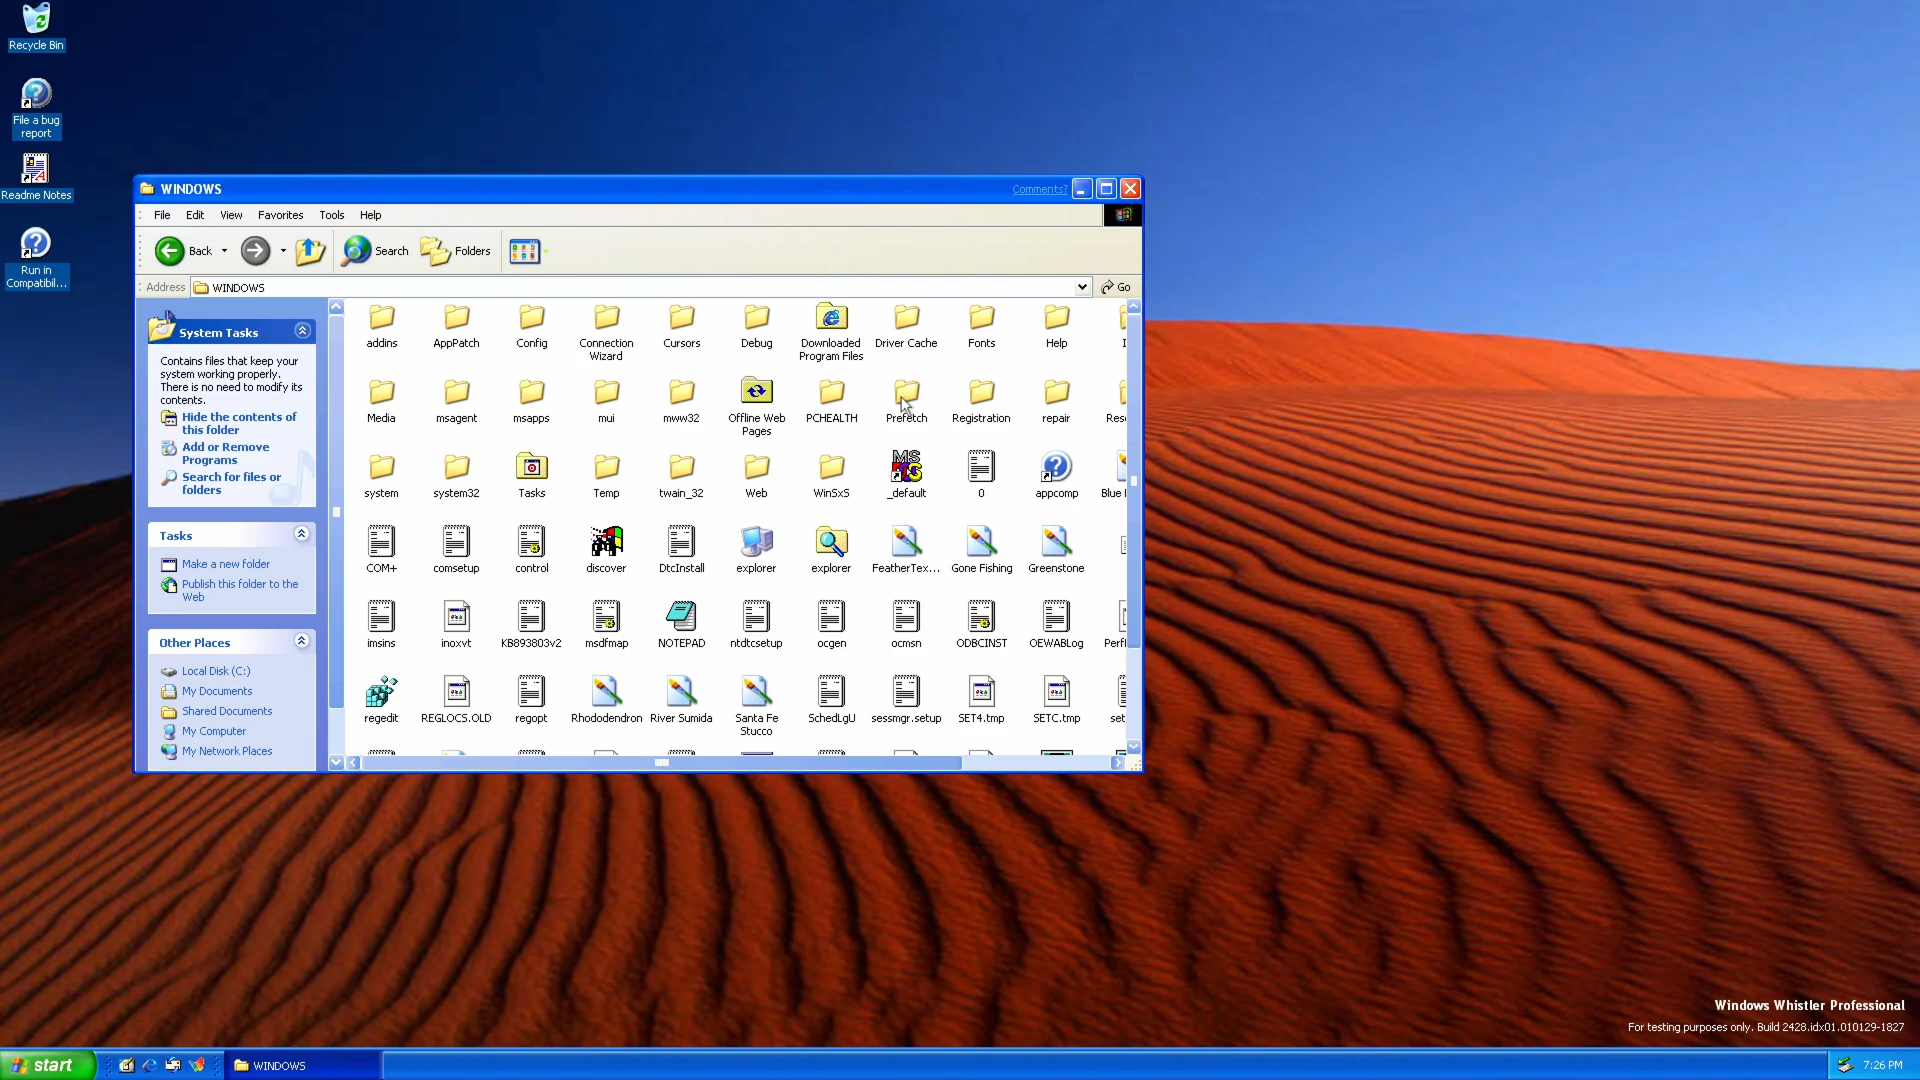 Recycle Bin
File a bug
report
Readme Notes
Run in
Compatibil...
WINDOWS
Comments?
File Edit View Favorites Tools Help
Back Search Folders
Address WINDOWS Go
System Tasks
Contains files that keep your
system working properly.
There is no need to modify its
contents.
Hide the contents of
this folder
Add or Remove
Programs
Search for files or
folders
Tasks
Make a new folder
Publish this folder to the
Web
Other Places
Local Disk (C:)
My Documents
Shared Documents
My Computer
My Network Places
addins AppPatch Config Connection Cursors Debug Downloaded Driver Cache Fonts Help
Wizard Program Files
Media msagent msapps mui mww32 Offline Web PCHEALTH Prefetch Registration repair
Pages
system system32 Tasks Temp twain_32 Web WinSxS _default 0 appcomp Blue
COM+ comsetup control discover DtcInstall explorer explorer FeatherTex... Gone Fishing Greenstone
imsins inoxvt KB893803v2 msdfmap NOTEPAD ntdtcsetup ocgen ocmsn ODBCINST OEWABLog
regedit REGLOCS.OLD regopt Rhododendron River Sumida Santa Fe SchedLgU sessmgr.setup SET4.tmp SETC.tmp
Stucco
Windows Whistler Professional
For testing purposes only. Build 2428.idx01.010129-1827
start WINDOWS 7:26 PM